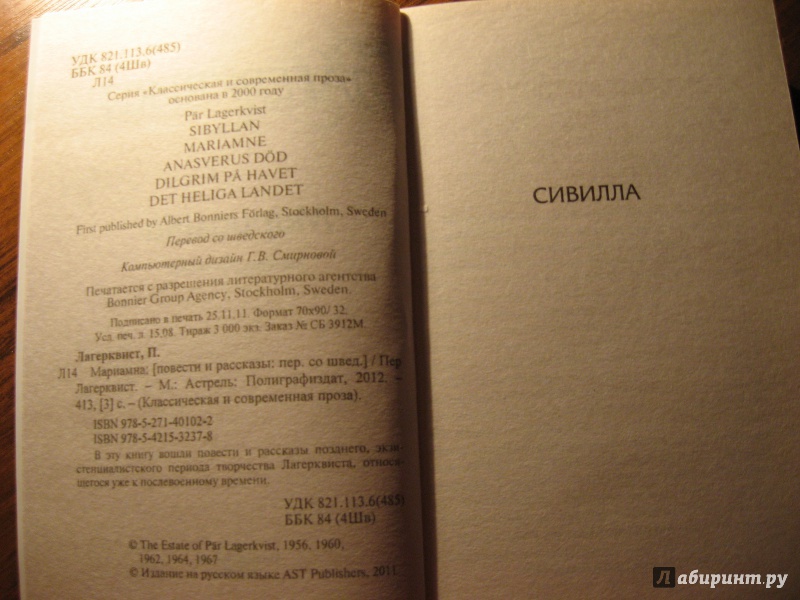 УДК 821.113.6(485)
ББК 84 (4Шв)
Л14
Серия «Классическая и современная проза»
основана в 2000 году
Pär Lagerkvist
SIBYLLAN
MARIAMNE
ANASVERUS DÖD
DILGRIM PÅ HAVET
DET HELIGA LANDET
First published by Albert Bonniers Förlag, Stockholm, Sweden
Перевод со шведского
Компьютерный дизайн Г.В. Смирновой
Печатается с разрешения литературного агентства
Bonnier Group Agency, Stockholm, Sweden.
Подписано в печать 25.11.11. Формат 70х90/ 32.
Усл. печ. л. 15,08. Тираж 3 000 экз. Заказ № СБ 3912М.
Лагерквист, П.
Л14 Мариамна: [повести и рассказы: пер. со швед.] / Пер
Лагерквист. – М.: Астрель: Полиграфиздат, 2012. –
413, [3] с. – (Классическая и современная проза).
ISBN 978-5-271-40102-2
ISBN 978-5-4215-3237-8
В эту книгу вошли повести и рассказы позднего, экзи-
стенциалистского периода творчества Лагерквиста, относя-
щегося уже к послевоенному времени.
УДК 821.113.6(485)
ББК 84 (4Шв)
© The Estate of Pär Lagerkvist, 1956, 1960,
1962, 1964, 1967
© Издание на русском языке AST Publishers, 2011
СИВИЛЛА
Лабиринт.ру